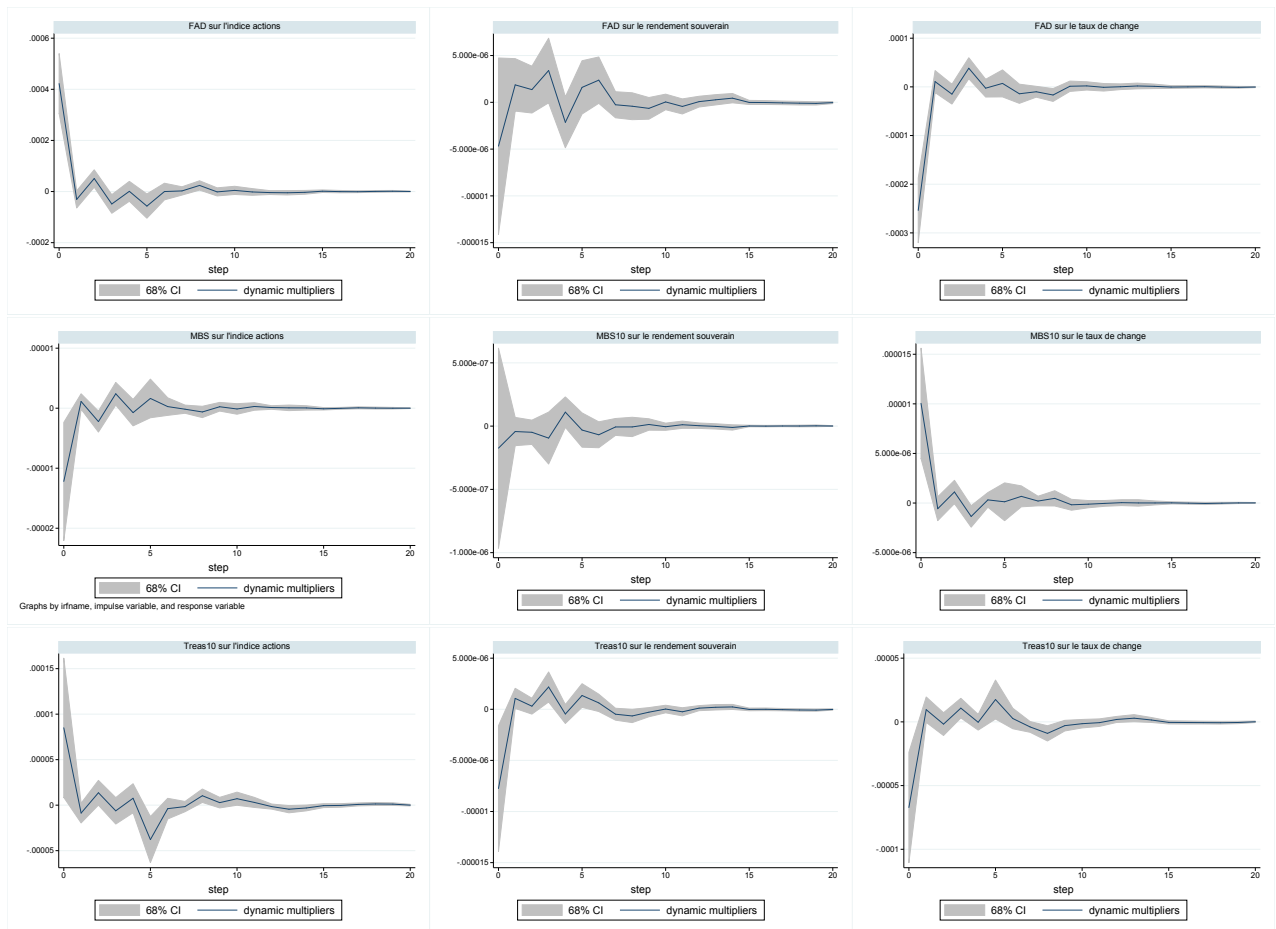 FAD sur l'indice actions
.0006
.0004
.0002
0
-.0002
0 5 10 15 20
step
68% CI dynamic multipliers
FAD sur le rendement souverain
5.000e-06
0
-5.000e-06
-.00001
-.000015
0 5 10 15 20
step
68% CI dynamic multipliers
FAD sur le taux de change
.0001
0
-.0001
-.0002
-.0003
0 5 10 15 20
step
68% CI dynamic multipliers
MBS sur l'indice actions
.00001
0
-.00001
-.00002
0 5 10 15 20
step
68% CI dynamic multipliers
Graphs by irfname, impulse variable, and response variable
MBS10 sur le rendement souverain
5.000e-07
0
-5.000e-07
-1.000e-06
0 5 10 15 20
step
68% CI dynamic multipliers
MBS10 sur le taux de change
.000015
.00001
5.000e-06
0
-5.000e-06
0 5 10 15 20
step
68% CI dynamic multipliers
Treas10 sur l'indice actions
.00015
.0001
.00005
0
-.00005
0 5 10 15 20
step
68% CI dynamic multipliers
Treas10 sur le rendement souverain
5.000e-06
0
-5.000e-06
-.00001
-.000015
0 5 10 15 20
step
68% CI dynamic multipliers
Treas10 sur le taux de change
.00005
0
-.00005
-.0001
0 5 10 15 20
step
68% CI dynamic multipliers